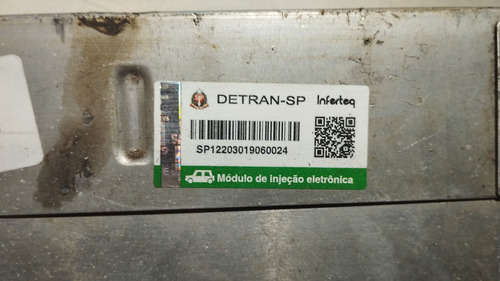 DETRAN-SP Inferteq
SP12203019060024
Módulo de injeção eletrônica